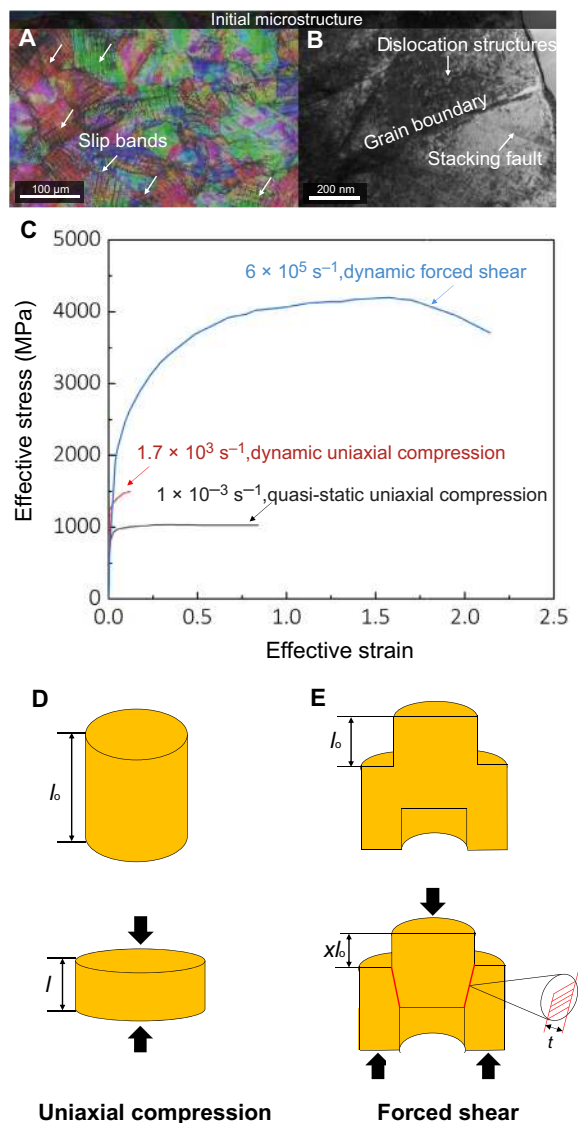 Initial microstructure
A
B
Dislocation structures
Grain boundary
Slip bands
Stacking fault
100 µm
200 nm
C
5000
4000
3000
2000
1000
0
6 × 10⁵ s⁻¹,dynamic forced shear
1.7 × 10³ s⁻¹,dynamic uniaxial compression
1 × 10⁻³ s⁻¹,quasi-static uniaxial compression
Effective stress (MPa)
0.0 0.5 1.0 1.5 2.0 2.5
Effective strain
D
E
lₒ
lₒ
l
xlₒ
t
Uniaxial compression
Forced shear